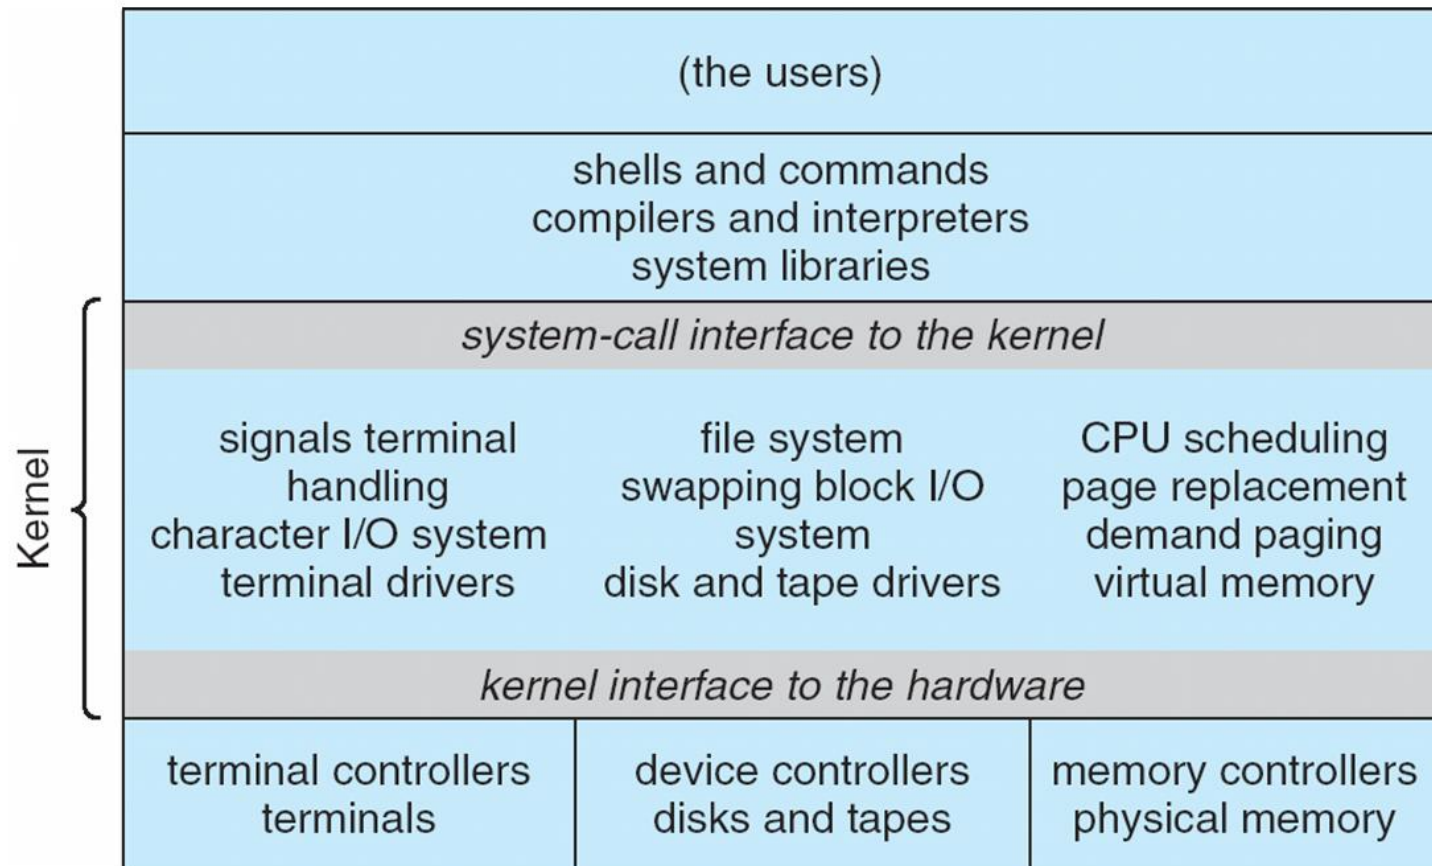 (the users)
shells and commands
compilers and interpreters
system libraries
system-call interface to the kernel
Kernel
signals terminal
handling
character I/O system
terminal drivers
file system
swapping block I/O
system
disk and tape drivers
CPU scheduling
page replacement
demand paging
virtual memory
kernel interface to the hardware
terminal controllers
terminals
device controllers
disks and tapes
memory controllers
physical memory